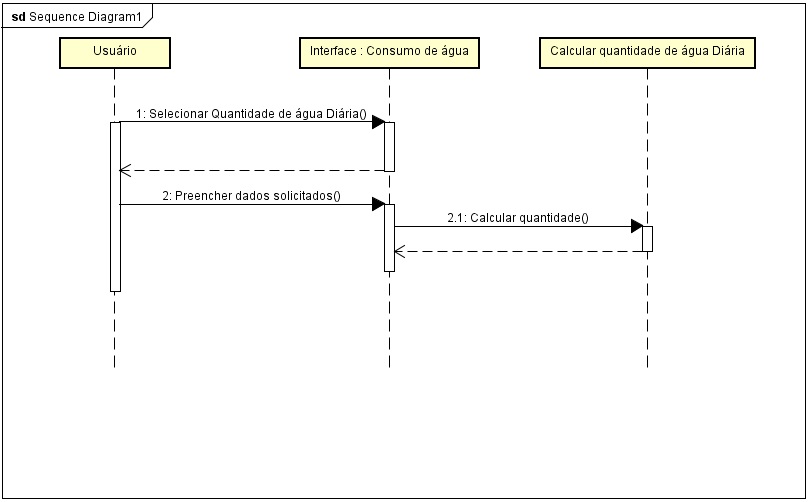 sd Sequence Diagram1
Usuário
Interface : Consumo de água
Calcular quantidade de água Diária
1: Selecionar Quantidade de água Diária()
2: Preencher dados solicitados()
2.1: Calcular quantidade()